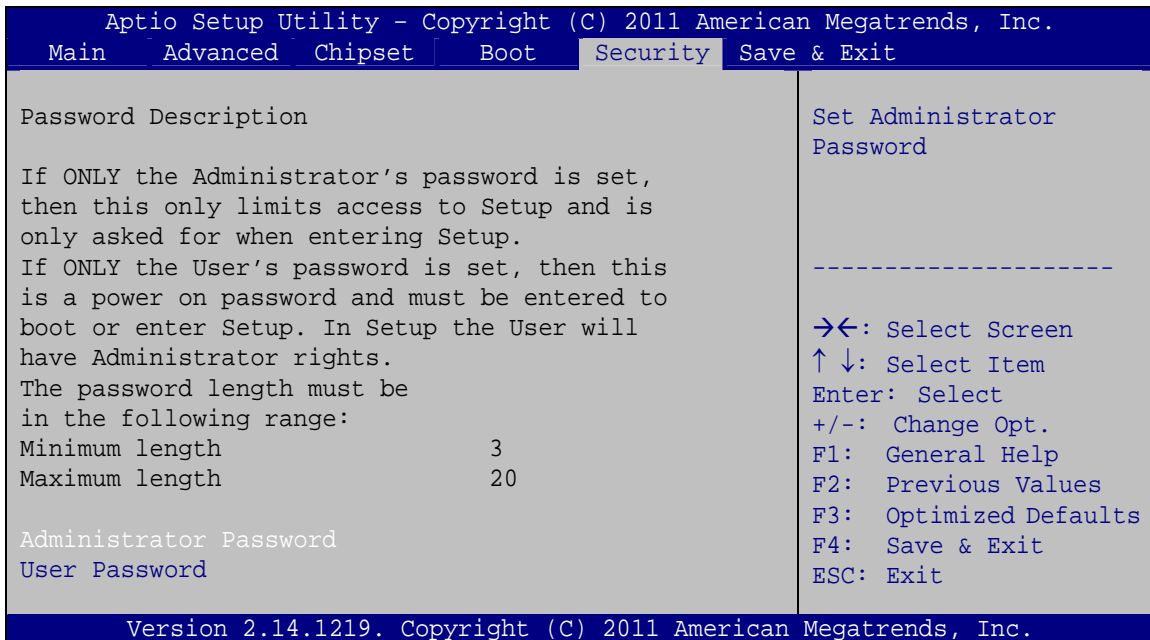 Aptio Setup Utility – Copyright (C) 2011 American Megatrends, Inc.
Main Advanced Chipset Boot Security Save & Exit
Password Description
If ONLY the Administrator’s password is set,
then this only limits access to Setup and is
only asked for when entering Setup.
If ONLY the User’s password is set, then this
is a power on password and must be entered to
boot or enter Setup. In Setup the User will
have Administrator rights.
The password length must be
in the following range:
Minimum length 3
Maximum length 20
Administrator Password
User Password
Set Administrator
Password
---------------------
→←: Select Screen
↑ ↓: Select Item
Enter: Select
+/-: Change Opt.
F1: General Help
F2: Previous Values
F3: Optimized Defaults
F4: Save & Exit
ESC: Exit
Version 2.14.1219. Copyright (C) 2011 American Megatrends, Inc.